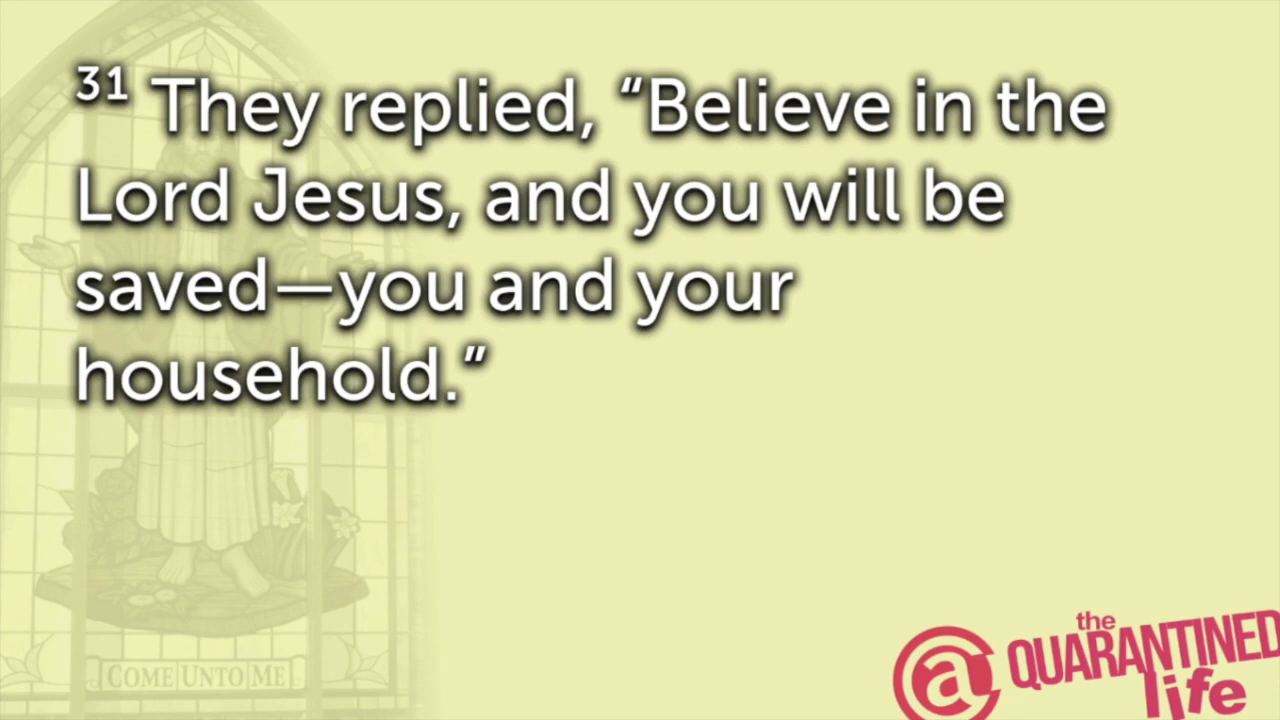 31 They replied, “Believe in the
Lord Jesus, and you will be
saved—you and your
household.”
COME UNTO ME
@ the
QUARANTINED
life